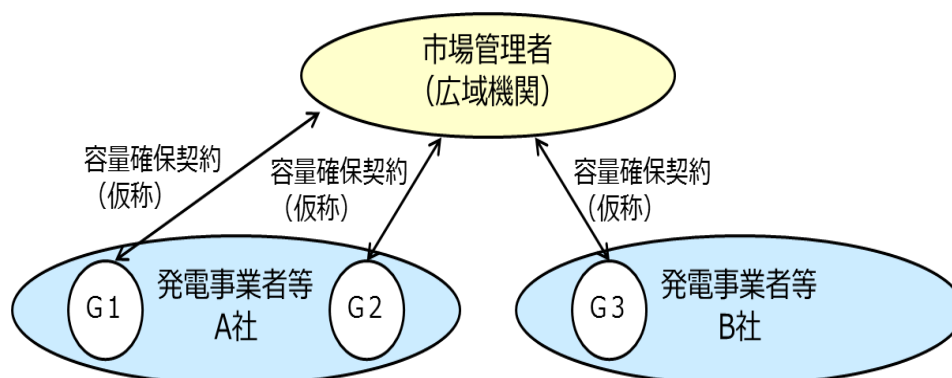 市場管理者
（広域機関）
容量確保契約
（仮称）
容量確保契約
（仮称）
容量確保契約
（仮称）
G1
発電事業者等
A社
G2
G3
発電事業者等
B社